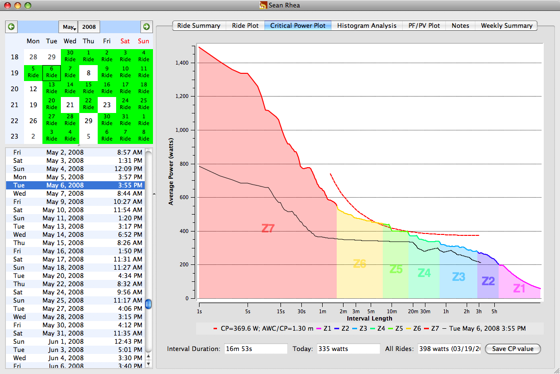 Sean Rhea
May, 2008
Mon Tue Wed Thu Fri Sat Sun
18 28 29 30 Ride 1 Ride 2 Ride 3 Ride 4 Ride
19 5 Ride 6 Ride 7 Ride 8 9 Ride 10 Ride 11 Ride
20 12 13 Ride 14 Ride 15 Ride 16 Ride 17 Ride 18 Ride
21 19 20 Ride 21 22 Ride 23 24 Ride 25 Ride
22 26 27 Ride 28 Ride 29 30 Ride 31 Ride 1 Ride
23 2 3 Ride 4 Ride 5 6 Ride 7 Ride 8 Ride
Fri May 2, 2008 8:57 AM
Sat May 3, 2008 1:31 PM
Sun May 4, 2008 12:09 PM
Mon May 5, 2008 3:57 PM
Tue May 6, 2008 3:55 PM
Wed May 7, 2008 8:44 AM
Fri May 9, 2008 10:27 AM
Sat May 10, 2008 11:54 AM
Sun May 11, 2008 1:20 PM
Tue May 13, 2008 3:17 PM
Wed May 14, 2008 6:52 PM
Thu May 15, 2008 8:26 AM
Fri May 16, 2008 1:50 PM
Sat May 17, 2008 11:31 AM
Sun May 18, 2008 11:27 AM
Tue May 20, 2008 4:34 PM
Thu May 22, 2008 8:32 AM
Sat May 24, 2008 9:56 AM
Sun May 25, 2008 11:17 AM
Tue May 27, 2008 4:06 PM
Wed May 28, 2008 3:15 PM
Fri May 30, 2008 4:12 PM
Sat May 31, 2008 11:35 AM
Sun Jun 1, 2008 12:43 PM
Tue Jun 3, 2008 5:01 PM
Wed Jun 4, 2008 3:23 PM
Fri Jun 6, 2008 3:40 PM
Ride Summary Ride Plot Critical Power Plot Histogram Analysis PF/PV Plot Notes Weekly Summary
Average Power (watts)
1,400
1,200
1,000
800
600
400
200
0
Z7
Z6
Z5
Z4
Z3
Z2
Z1
1s 5s 15s 30s 1m 2m 3m 5m 10m 20m 30m 1h 2h 3h 5h
Interval Length
CP=369.6 W; AWC/CP=1.30 m Z1 Z2 Z3 Z4 Z5 Z6 Z7 Tue May 6, 2008 3:55 PM
Interval Duration: 16m 53s Today: 335 watts All Rides: 398 watts (03/19/20 Save CP value